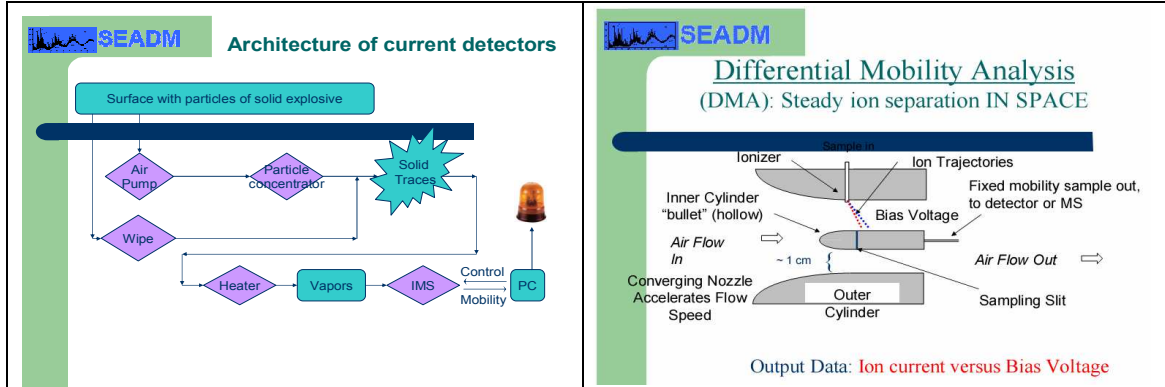 SEADM
Architecture of current detectors
Surface with particles of solid explosive
Air
Pump
Particle
concentrator
Solid
Traces
Wipe
Heater
Vapors
IMS
Control
Mobility
PC
SEADM
Differential Mobility Analysis
(DMA): Steady ion separation IN SPACE
Sample in
Ionizer
Ion Trajectories
Inner Cylinder
“bullet” (hollow)
Bias Voltage
Fixed mobility sample out,
to detector or MS
Air Flow
In
~ 1 cm
{
Air Flow Out
Converging Nozzle
Accelerates Flow
Speed
Outer
Cylinder
Sampling Slit
Output Data: Ion current versus Bias Voltage